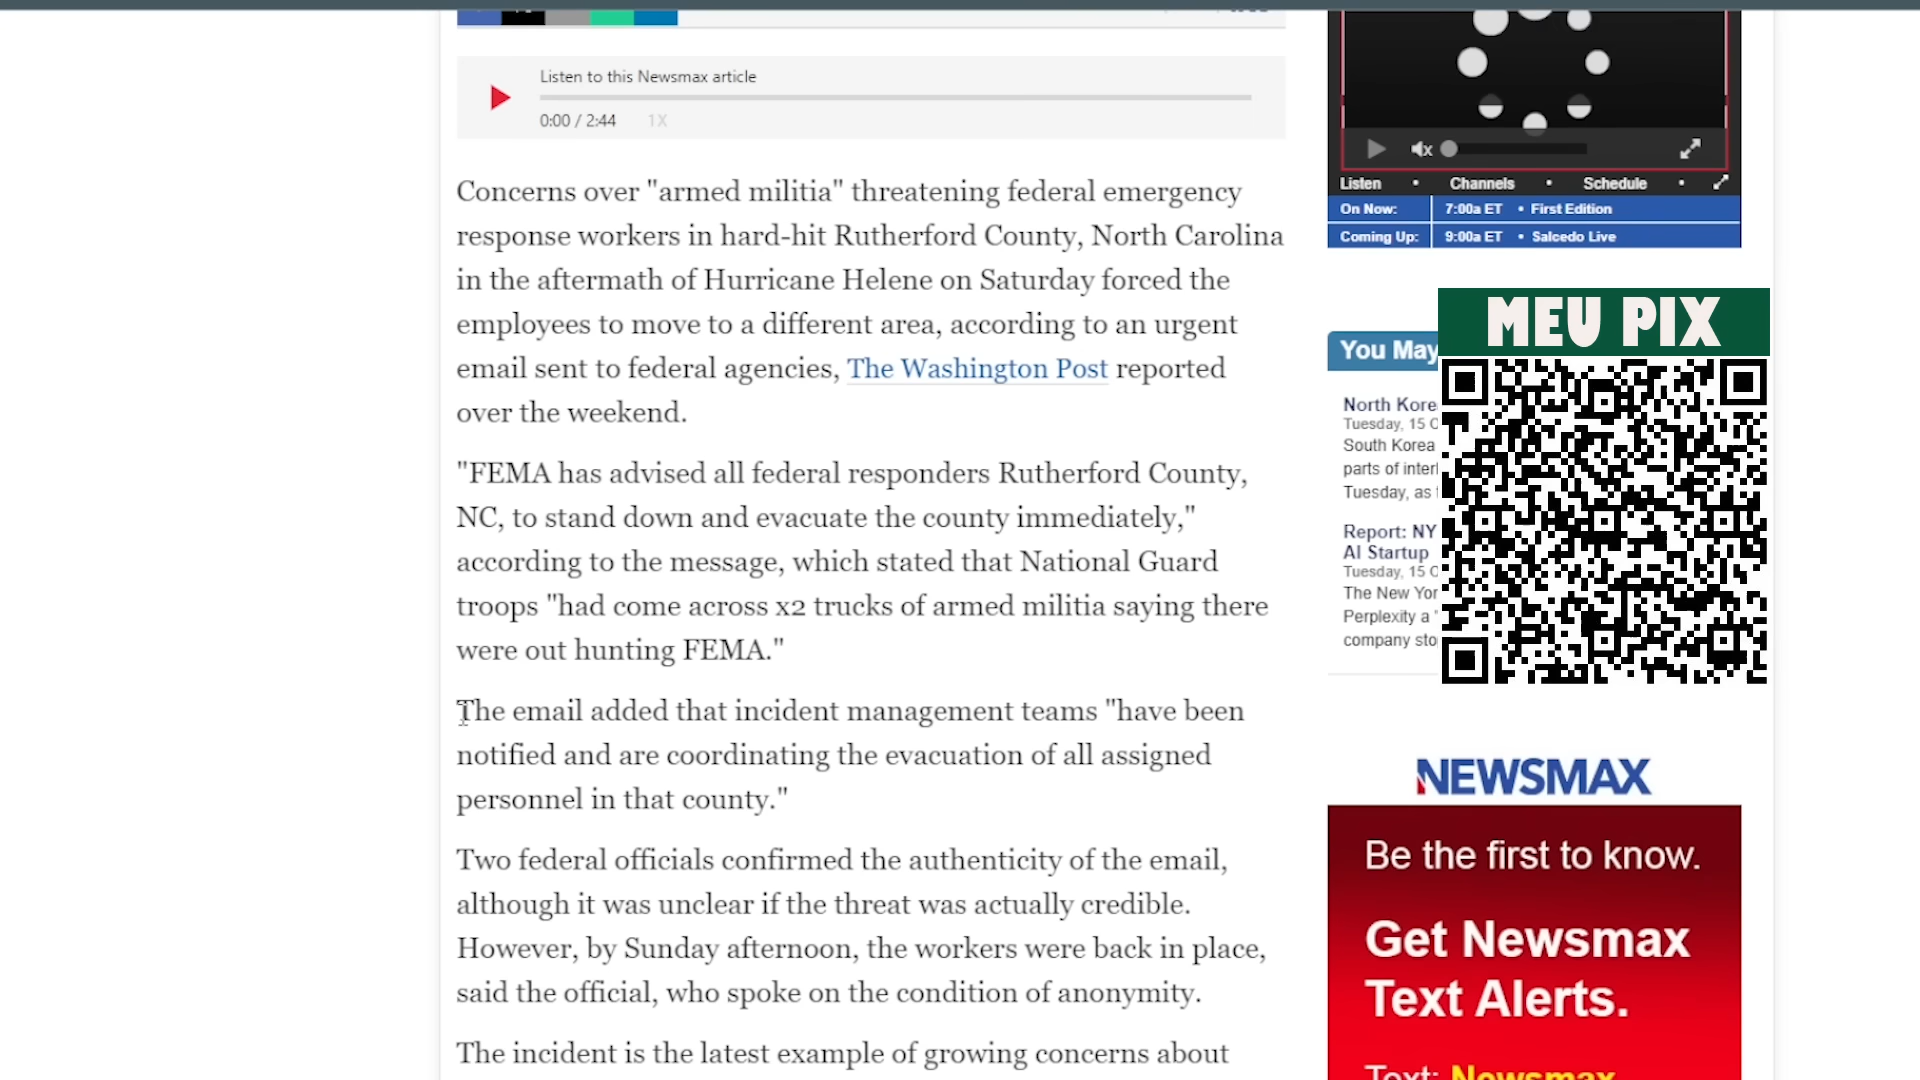 Listen to this Newsmax article
0:00 / 2:44 1X
Concerns over "armed militia" threatening federal emergency
response workers in hard-hit Rutherford County, North Carolina
in the aftermath of Hurricane Helene on Saturday forced the
employees to move to a different area, according to an urgent
email sent to federal agencies, The Washington Post reported
over the weekend.
"FEMA has advised all federal responders Rutherford County,
NC, to stand down and evacuate the county immediately,"
according to the message, which stated that National Guard
troops "had come across x2 trucks of armed militia saying there
were out hunting FEMA."
The email added that incident management teams "have been
notified and are coordinating the evacuation of all assigned
personnel in that county."
Two federal officials confirmed the authenticity of the email,
although it was unclear if the threat was actually credible.
However, by Sunday afternoon, the workers were back in place,
said the official, who spoke on the condition of anonymity.
The incident is the latest example of growing concerns about
Listen • Channels • Schedule •
On Now: 7:00a ET • First Edition
Coming Up: 9:00a ET • Salcedo Live
MEU PIX
You May
North Kore
Tuesday, 15 O
South Korea
parts of inter
Tuesday, as
Report: NY
AI Startup
Tuesday, 15 O
The New Yor
Perplexity a "
company sto
NEWSMAX
Be the first to know.
Get Newsmax
Text Alerts.
Text: Newsmax